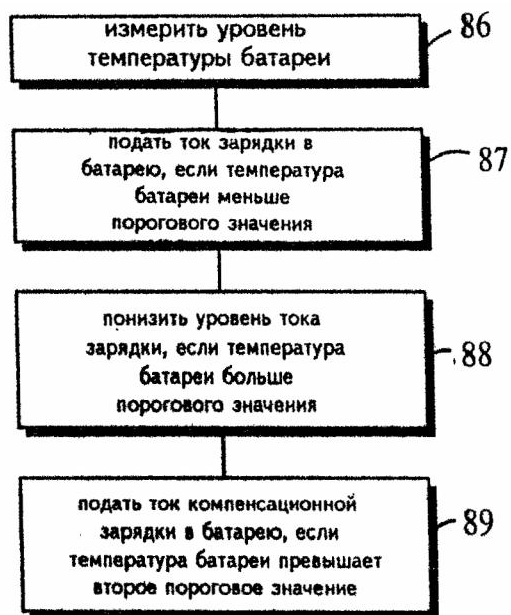 измерить уровень
температуры батареи
86
подать ток зарядки в
батарею, если температура
батареи меньше
порогового значения
87
понизить уровень тока
зарядки, если температура
батареи больше
порогового значения
88
подать ток компенсационной
зарядки в батарею, если
температура батареи превышает
второе пороговое значение
89